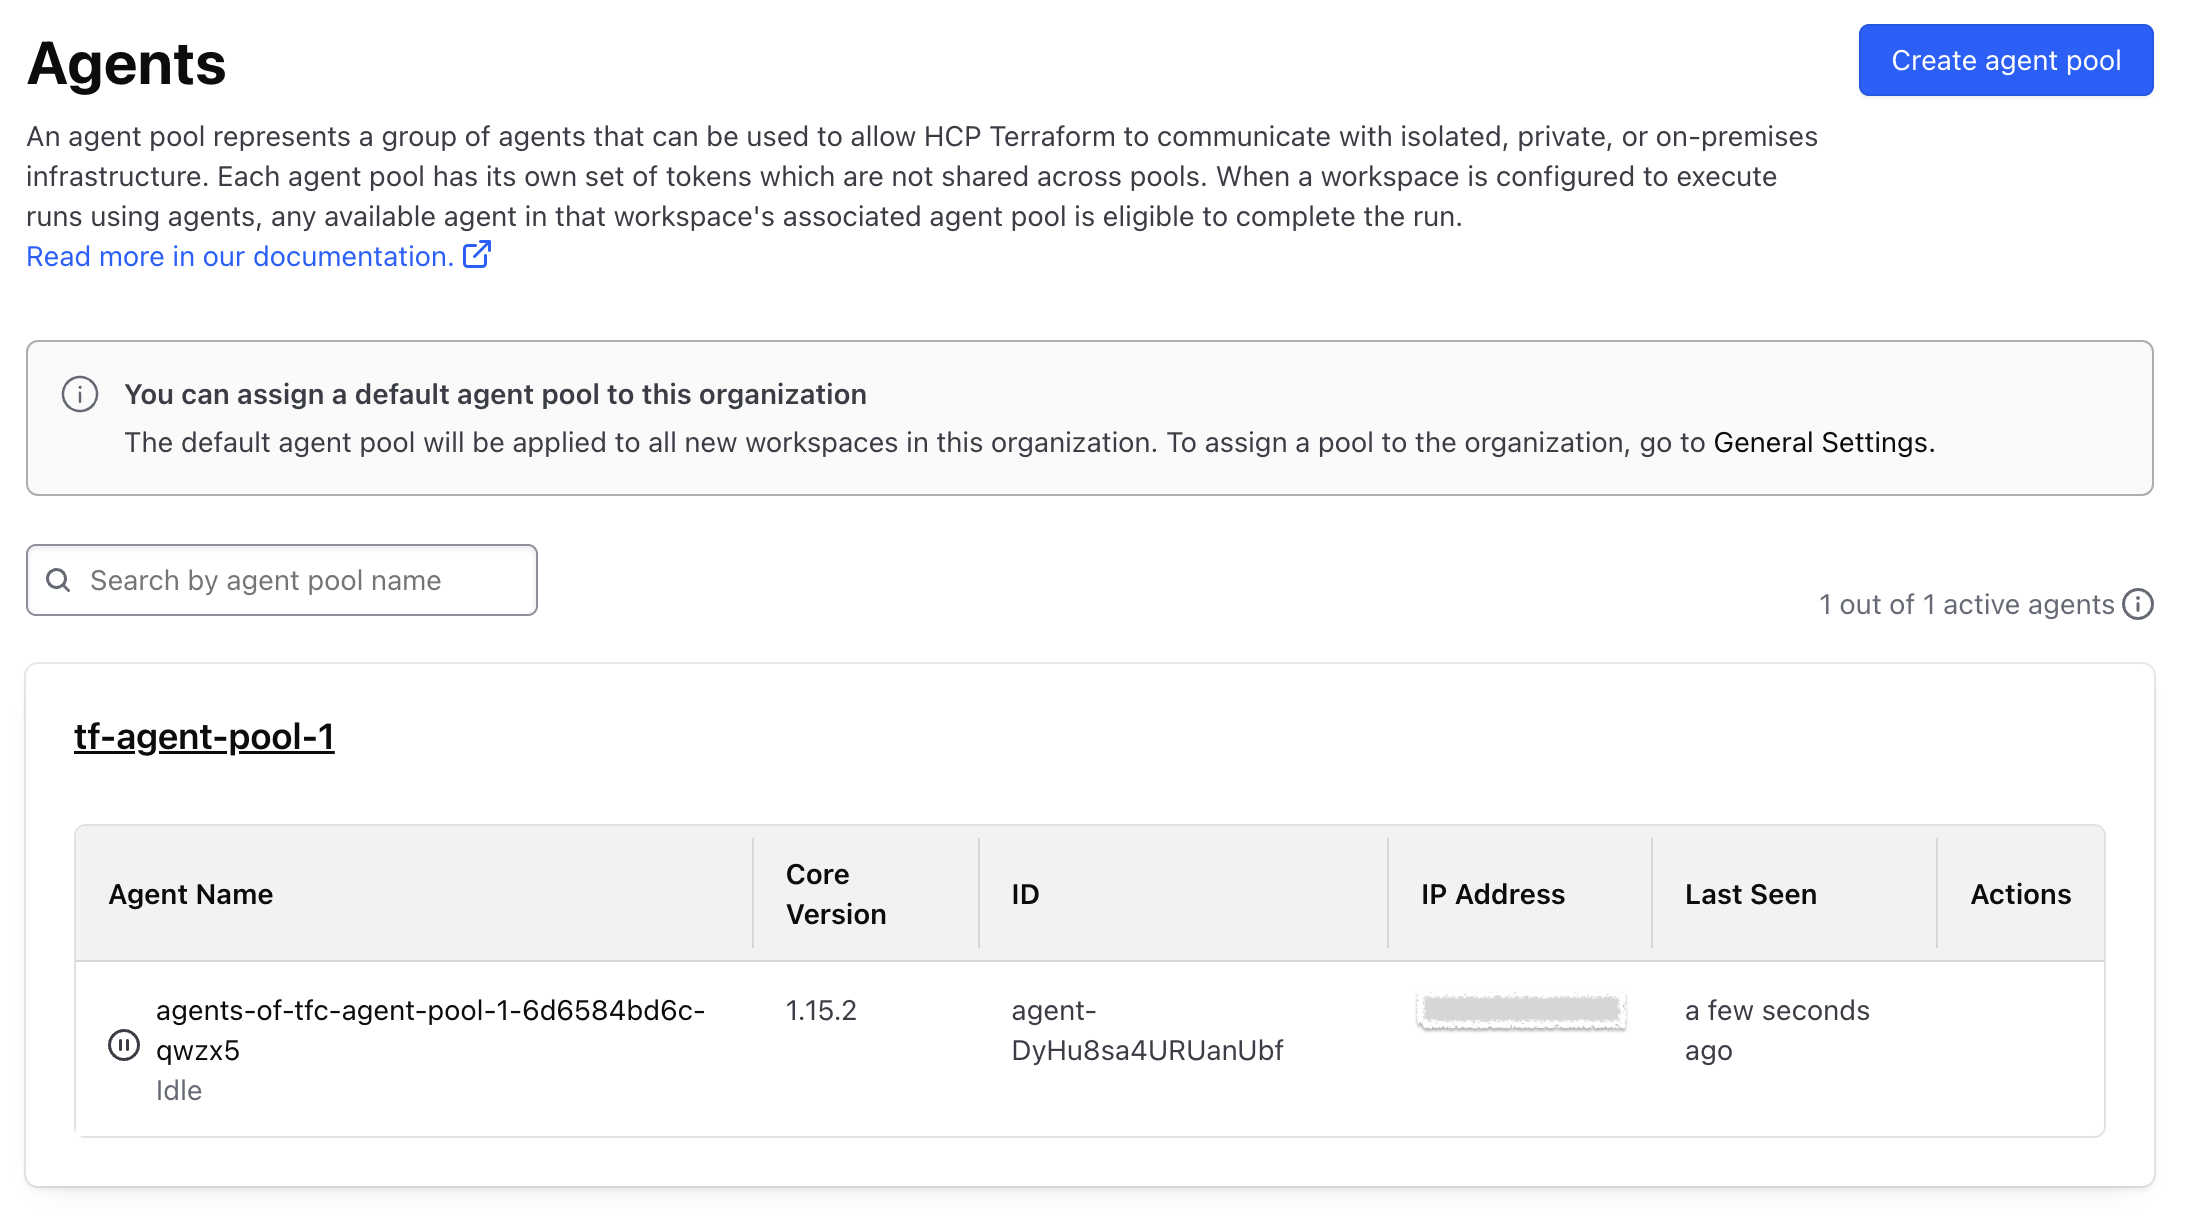 Agents
Create agent pool
An agent pool represents a group of agents that can be used to allow HCP Terraform to communicate with isolated, private, or on-premises
infrastructure. Each agent pool has its own set of tokens which are not shared across pools. When a workspace is configured to execute
runs using agents, any available agent in that workspace's associated agent pool is eligible to complete the run.
Read more in our documentation.
You can assign a default agent pool to this organization
The default agent pool will be applied to all new workspaces in this organization. To assign a pool to the organization, go to General Settings.
Search by agent pool name
1 out of 1 active agents
tf-agent-pool-1
Agent Name
Core
Version
ID
IP Address
Last Seen
Actions
agents-of-tfc-agent-pool-1-6d6584bd6c-
qwzx5
Idle
1.15.2
agent-
DyHu8sa4URUanUbf
a few seconds
ago